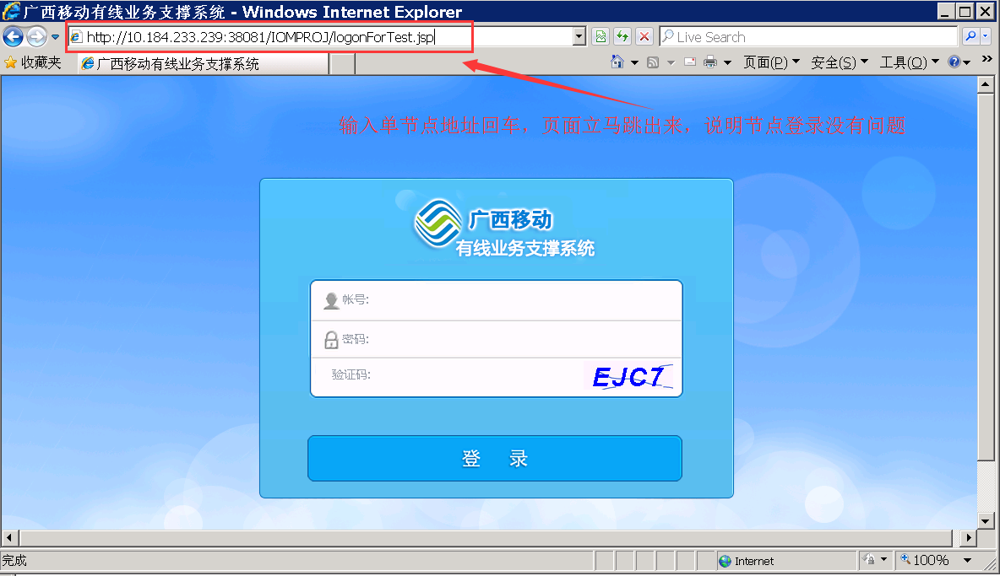 广西移动有线业务支撑系统 - Windows Internet Explorer
http://10.184.233.239:38081/IOMPROJ/logonForTest.jsp
Live Search
收藏夹
广西移动有线业务支撑系统
页面(P)
安全(S)
工具(O)
输入单节点地址回车，页面立马跳出来，说明节点登录没有问题
广西移动
有线业务支撑系统
帐号:
密码:
验证码:
EJC7
登 录
完成
Internet
100%